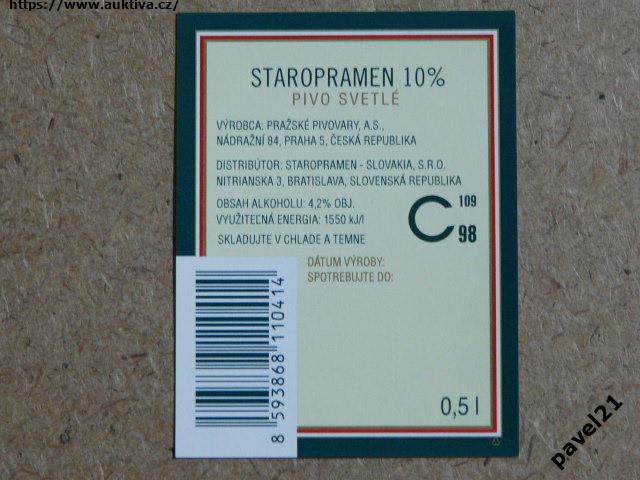 https://www.auktiva.cz/
STAROPRAMEN 10%
PIVO SVETLÉ
VÝROBCA: PRAŽSKÉ PIVOVARY, A.S.,
NÁDRAŽNÍ 84, PRAHA 5, ČESKÁ REPUBLIKA
DISTRIBÚTOR: STAROPRAMEN - SLOVAKIA, S.R.O.
NITRIANSKA 3, BRATISLAVA, SLOVENSKÁ REPUBLIKA
OBSAH ALKOHOLU: 4,2% OBJ.
VYUŽITEĽNÁ ENERGIA: 1550 kJ/l
SKLADUJTE V CHLADE A TEMNE
C 109
98
DÁTUM VÝROBY:
SPOTREBUJTE DO:
8 593868 110414
0,5 l
pavel21